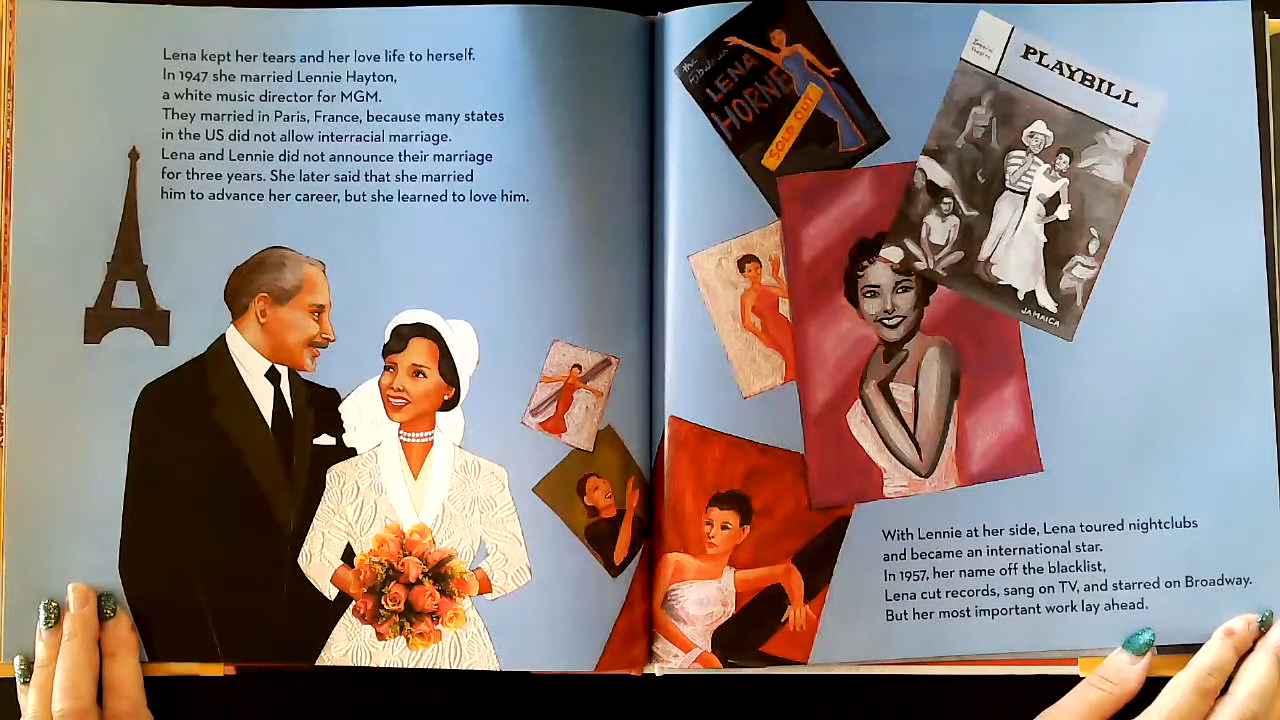 Lena kept her tears and her love life to herself.
In 1947 she married Lennie Hayton,
a white music director for MGM.
They married in Paris, France, because many states
in the US did not allow interracial marriage.
Lena and Lennie did not announce their marriage
for three years. She later said that she married
him to advance her career, but she learned to love him.
the
fabulous
LENA
HORNE
SOLD OUT
Imperial
Theatre
PLAYBILL
JAMAICA
With Lennie at her side, Lena toured nightclubs
and became an international star.
In 1957, her name off the blacklist,
Lena cut records, sang on TV, and starred on Broadway.
But her most important work lay ahead.